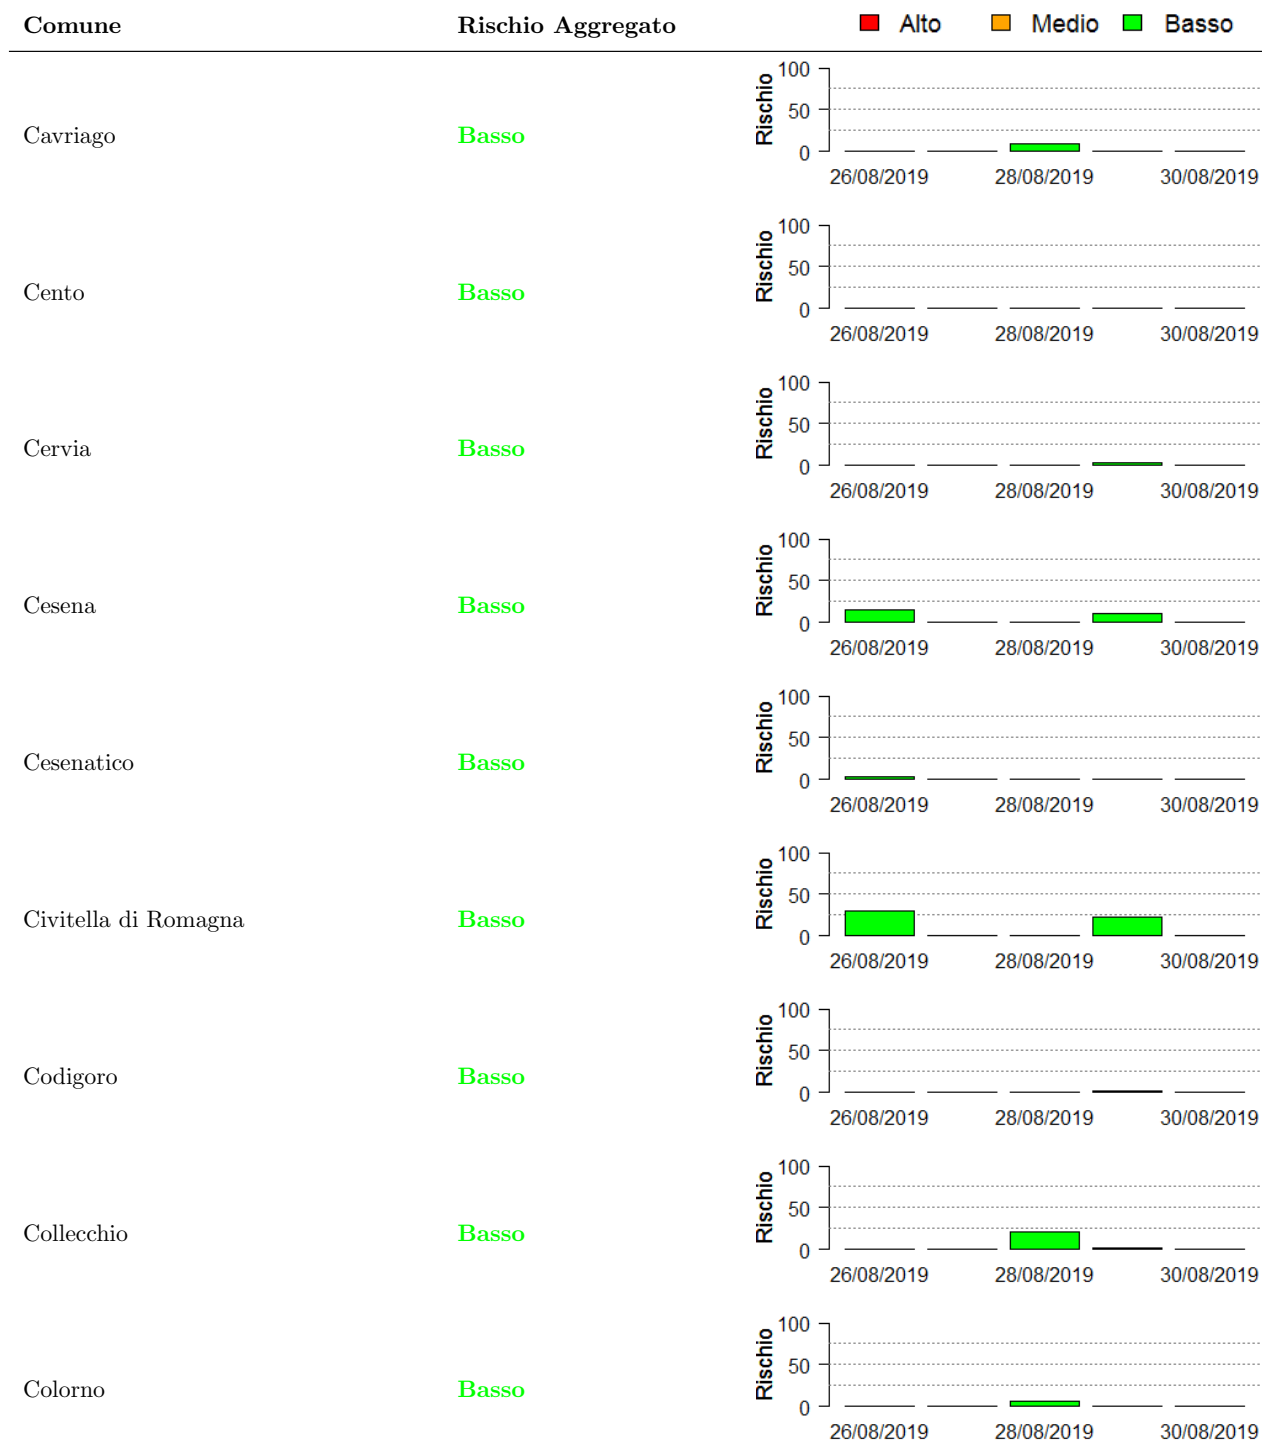 Comune Rischio Aggregato Alto Medio Basso
100
50
0
Rischio
Cavriago Basso
26/08/2019 28/08/2019 30/08/2019
100
50
0
Rischio
Cento Basso
26/08/2019 28/08/2019 30/08/2019
100
50
0
Rischio
Cervia Basso
26/08/2019 28/08/2019 30/08/2019
100
50
0
Rischio
Cesena Basso
26/08/2019 28/08/2019 30/08/2019
100
50
0
Rischio
Cesenatico Basso
26/08/2019 28/08/2019 30/08/2019
100
50
0
Rischio
Civitella di Romagna Basso
26/08/2019 28/08/2019 30/08/2019
100
50
0
Rischio
Codigoro Basso
26/08/2019 28/08/2019 30/08/2019
100
50
0
Rischio
Collecchio Basso
26/08/2019 28/08/2019 30/08/2019
100
50
0
Rischio
Colorno Basso
26/08/2019 28/08/2019 30/08/2019